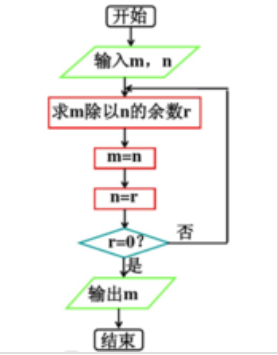 开始
输入m，n
求m除以n的余数r
m=n
n=r
r=0?
否
是
输出m
结束